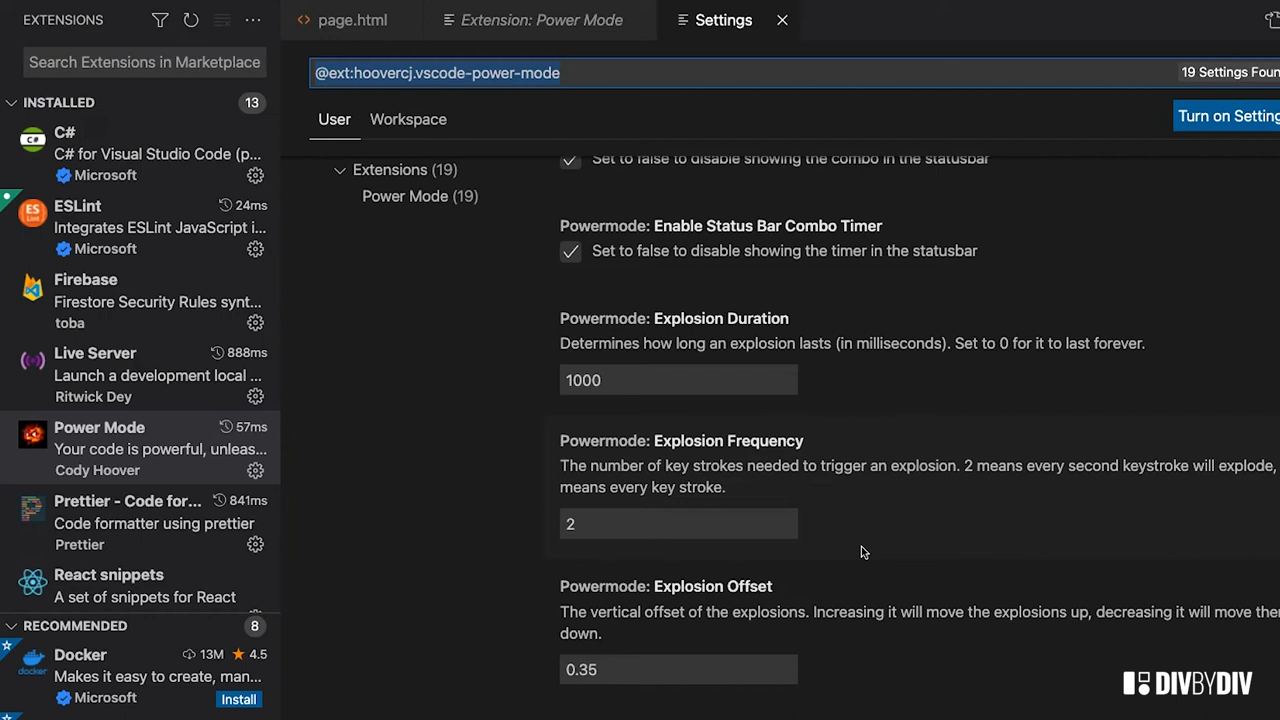 EXTENSIONS
Search Extensions in Marketplace
INSTALLED 13
C#
C# for Visual Studio Code (p...
Microsoft
ESLint 24ms
Integrates ESLint JavaScript i...
Microsoft
Firebase
Firestore Security Rules synt...
toba
Live Server 888ms
Launch a development local ...
Ritwick Dey
Power Mode 57ms
Your code is powerful, unleas...
Cody Hoover
Prettier - Code for... 841ms
Code formatter using prettier
Prettier
React snippets
A set of snippets for React
RECOMMENDED 8
Docker 13M 4.5
Makes it easy to create, man...
Microsoft Install
page.html Extension: Power Mode Settings
@ext:hoovercj.vscode-power-mode 19 Settings Foun
User Workspace Turn on Setting
Extensions (19)
Power Mode (19)
Set to false to disable showing the combo in the statusbar
Powermode: Enable Status Bar Combo Timer
Set to false to disable showing the timer in the statusbar
Powermode: Explosion Duration
Determines how long an explosion lasts (in milliseconds). Set to 0 for it to last forever.
1000
Powermode: Explosion Frequency
The number of key strokes needed to trigger an explosion. 2 means every second keystroke will explode,
means every key stroke.
2
Powermode: Explosion Offset
The vertical offset of the explosions. Increasing it will move the explosions up, decreasing it will move the
down.
0.35
DIVBYDIV